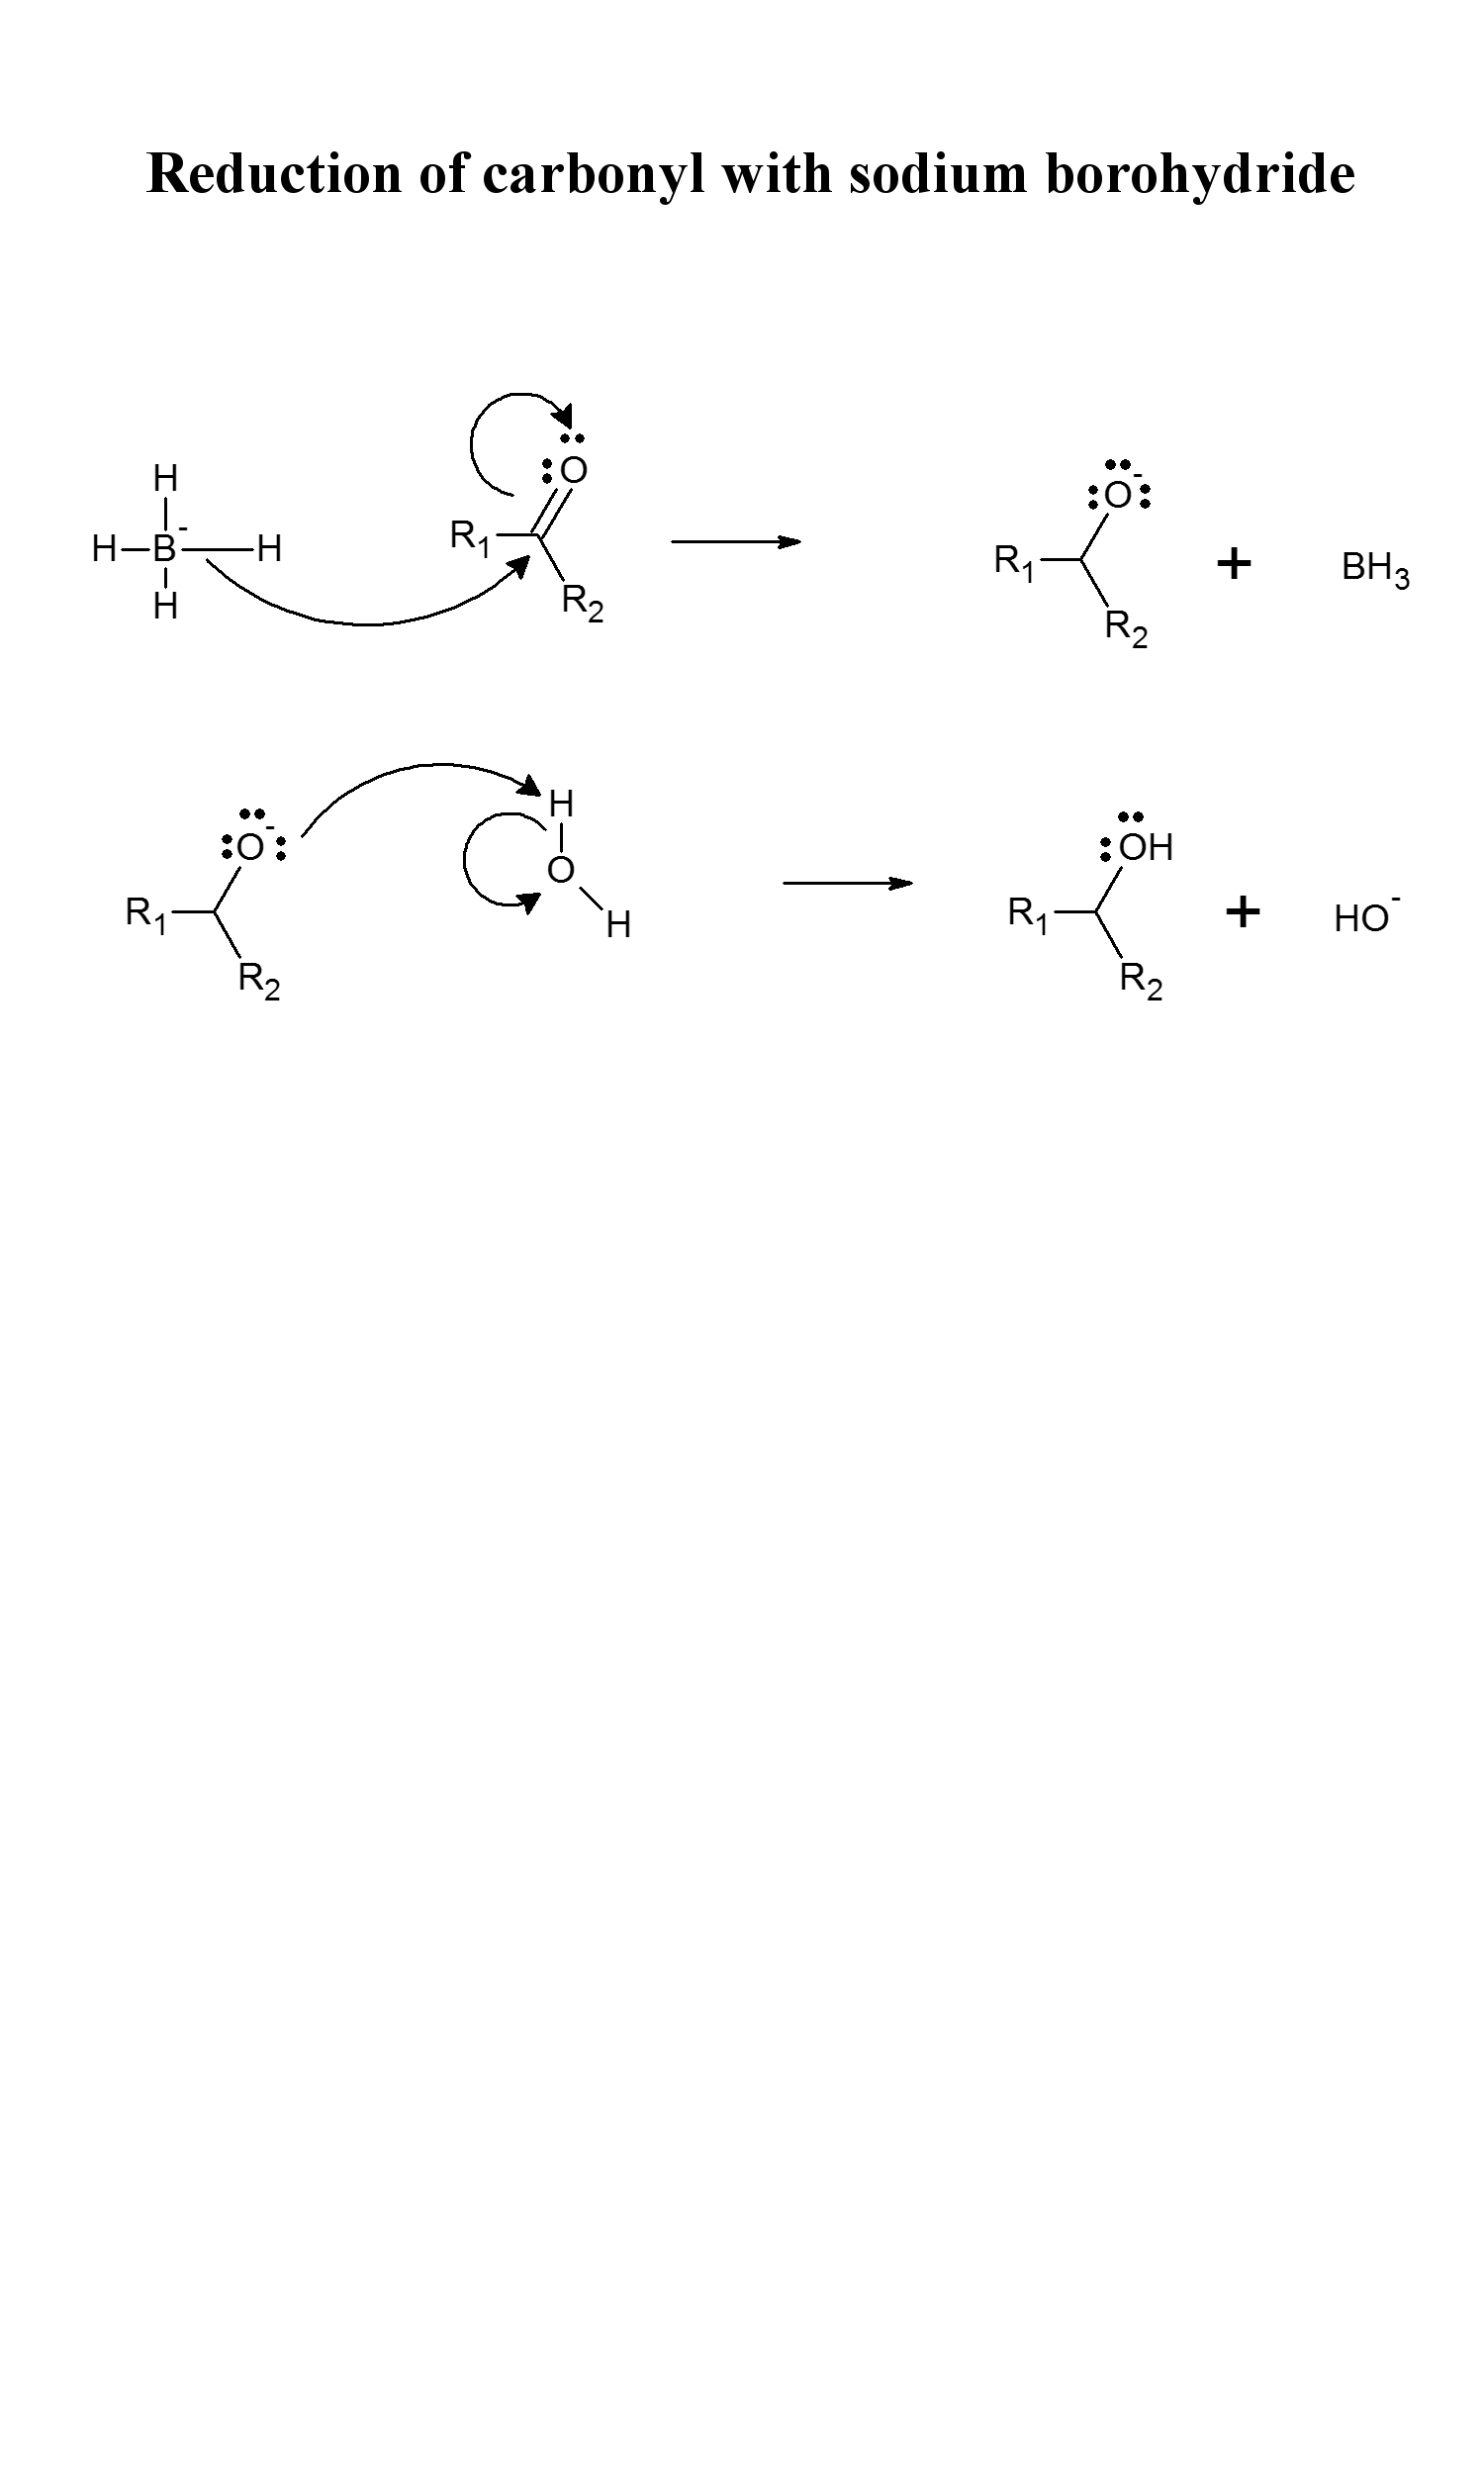 Reduction of carbonyl with sodium borohydride
H
H B- H
H
O
R1
R2
O-
R1
R2
+ BH3
O-
R1
R2
H
O
H
OH
R1
R2
+ HO-